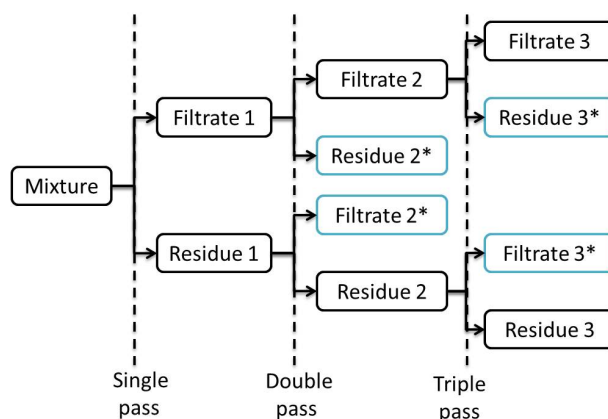 Filtrate 3
Filtrate 2
Residue 3*
Filtrate 1
Residue 2*
Mixture
Filtrate 2*
Residue 1
Filtrate 3*
Residue 2
Residue 3
Single
pass
Double
pass
Triple
pass